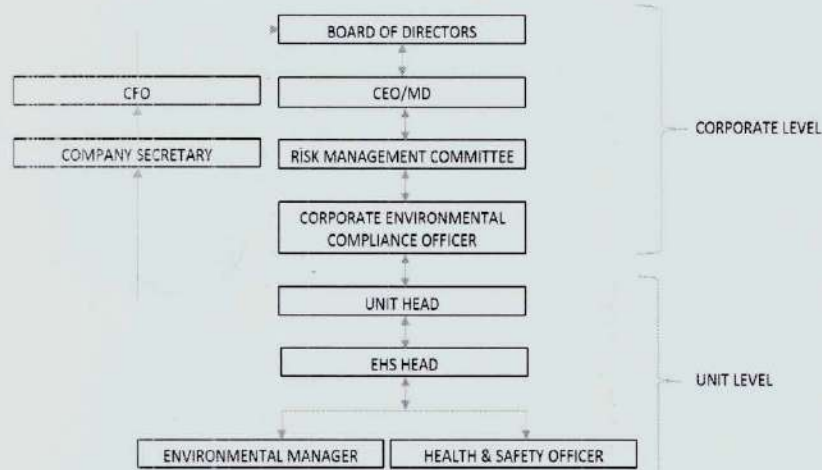 BOARD OF DIRECTORS
CFO
CEO/MD
CORPORATE LEVEL
COMPANY SECRETARY
RISK MANAGEMENT COMMITTEE
CORPORATE ENVIRONMENTAL
COMPLIANCE OFFICER
UNIT HEAD
EHS HEAD
UNIT LEVEL
ENVIRONMENTAL MANAGER
HEALTH & SAFETY OFFICER